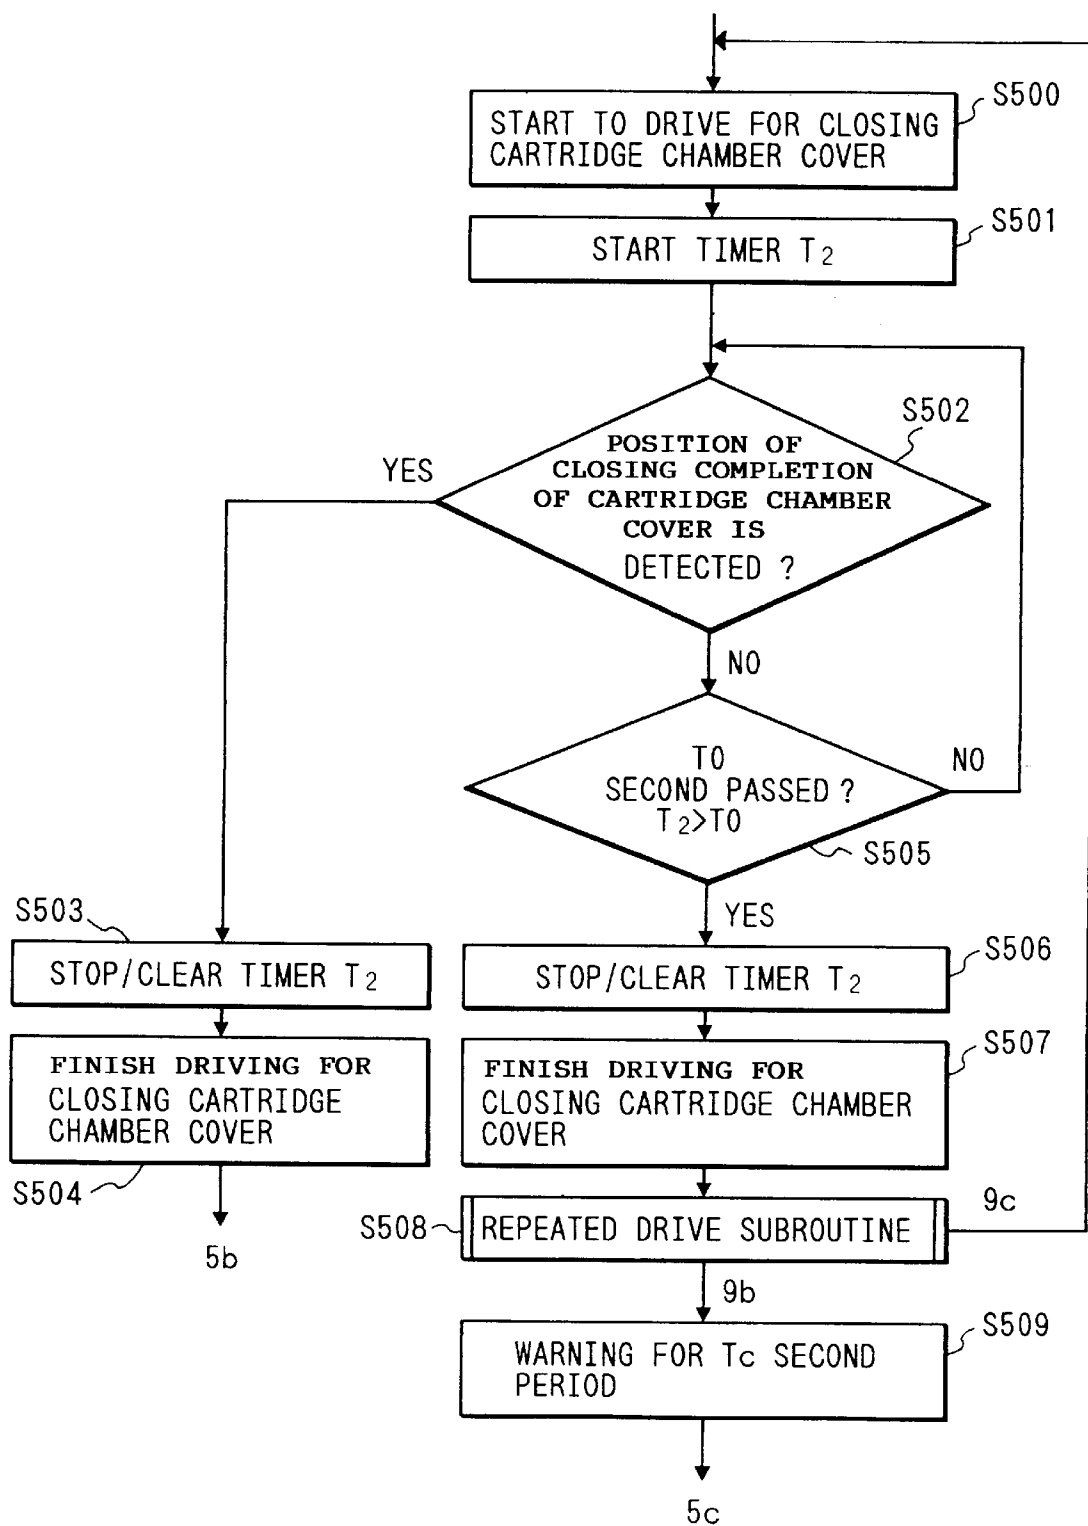 S500
START TO DRIVE FOR CLOSING
CARTRIDGE CHAMBER COVER
S501
START TIMER T2
S502
POSITION OF
CLOSING COMPLETION
OF CARTRIDGE CHAMBER
COVER IS
DETECTED ?
YES
NO
T0
SECOND PASSED ?
T2>T0
NO
S505
YES
S503
STOP/CLEAR TIMER T2
S506
STOP/CLEAR TIMER T2
FINISH DRIVING FOR
CLOSING CARTRIDGE
CHAMBER COVER
S504
5b
S507
FINISH DRIVING FOR
CLOSING CARTRIDGE CHAMBER
COVER
S508
REPEATED DRIVE SUBROUTINE
9c
9b
S509
WARNING FOR Tc SECOND
PERIOD
5c